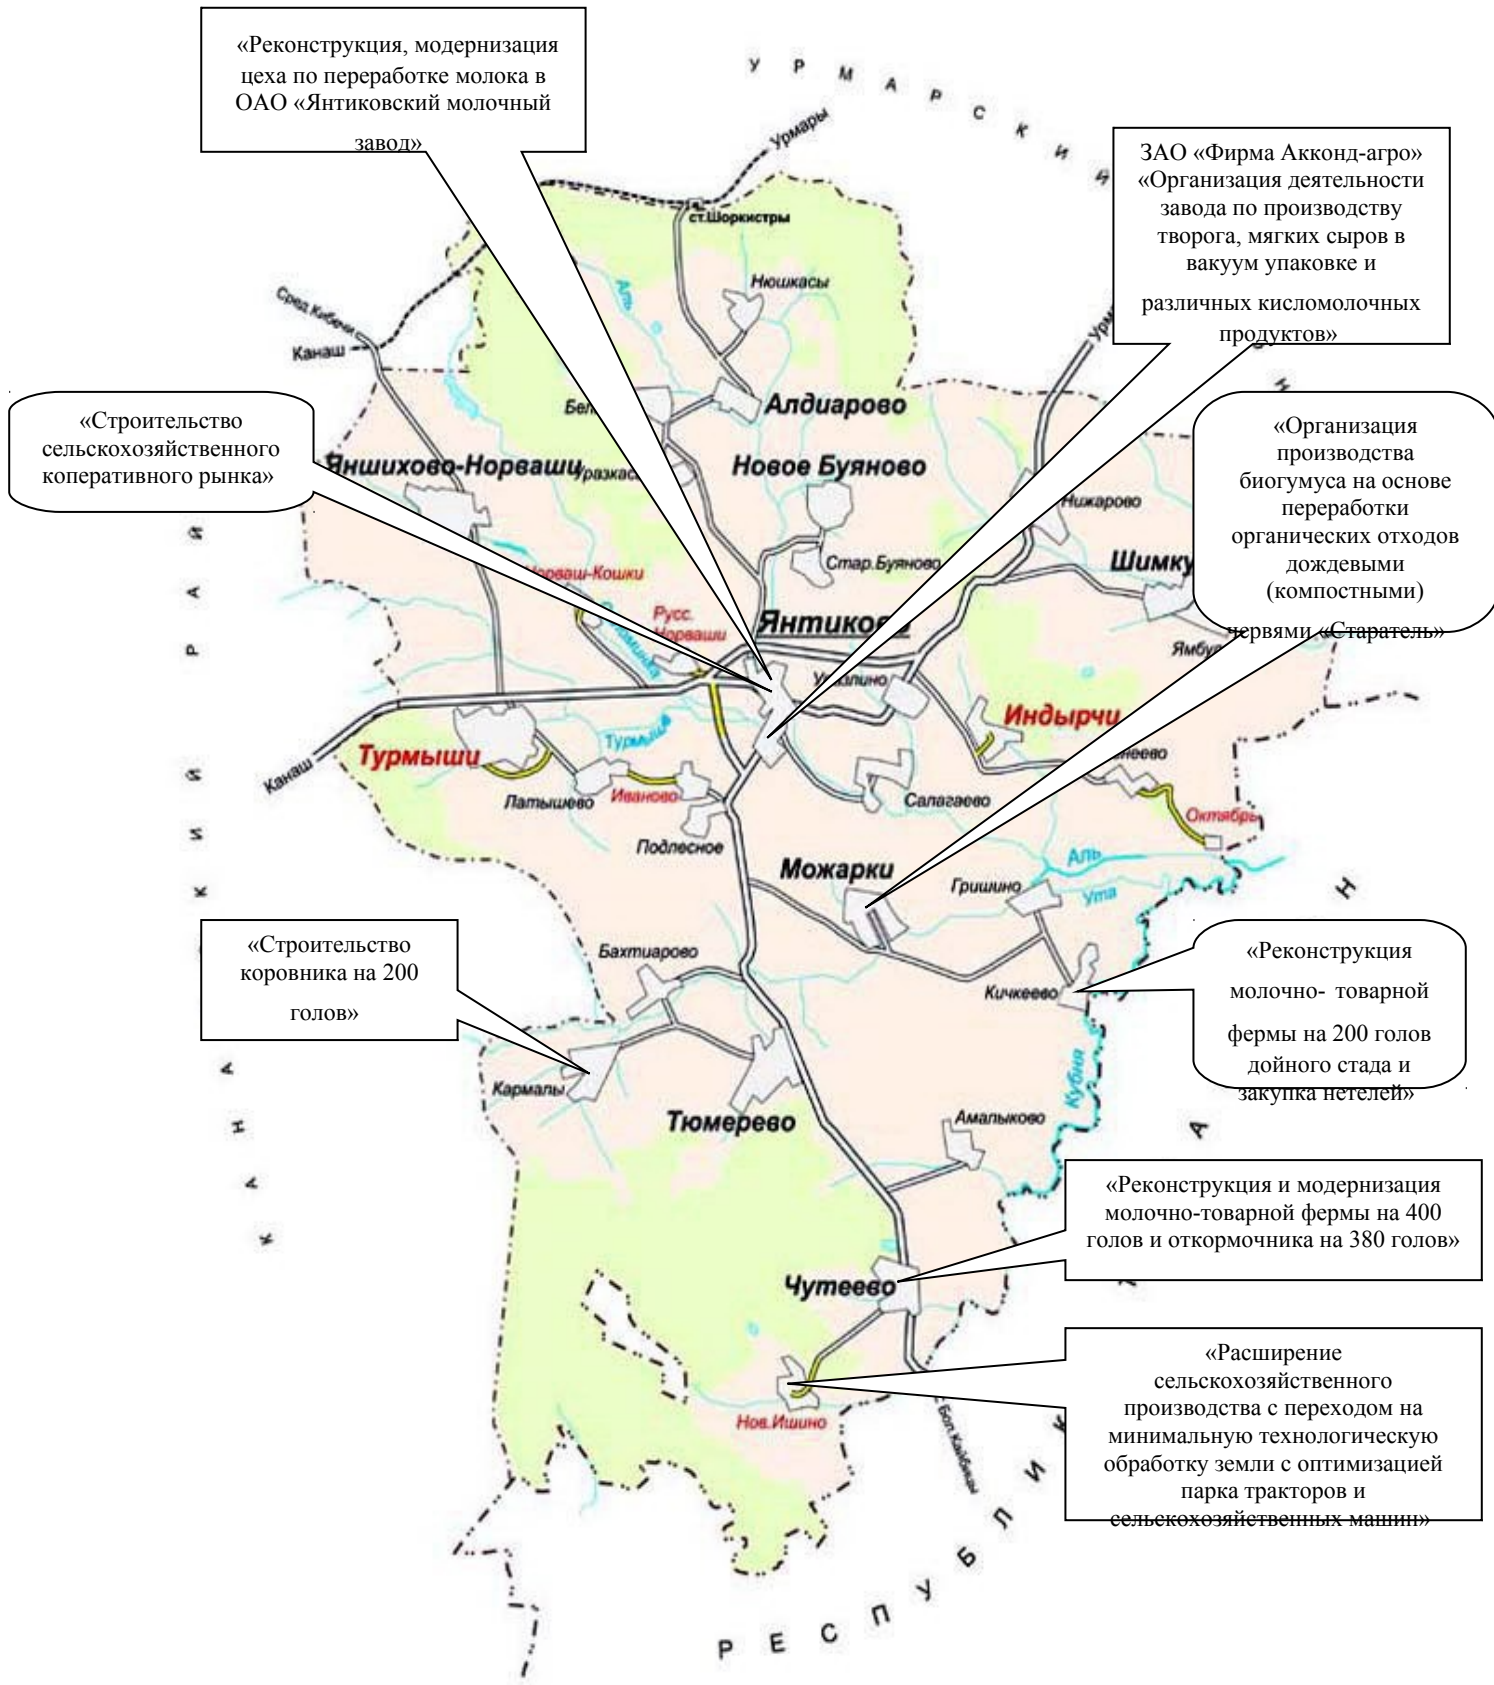 «Реконструкция, модернизация
цеха по переработке молока в
ОАО «Янтиковский молочный
завод»
У Р М А Р С К И Й
Урмары
ЗАО «Фирма Акконд-агро»
«Организация деятельности
завода по производству
творога, мягких сыров в
вакуум упаковке и
различных кисломолочных
продуктов»
ст.Шоркистры
Нюшкасы
Аль
Сред.Кибечи
Канаш
Алдиарово
«Строительство
сельскохозяйственного
коперативного рынка»
Яншихово-Норваши
Новое Буяново
Нижарово
Стар.Буяново
«Организация
производства
биогумуса на основе
переработки
органических отходов
дождевыми
(компостными)
червями «Старатель»
Русс.
Норваши
Янтиково
Индырчи
Турмыши
Турмыш
Канаш
Латышево
Иваново
Салагаево
Октябрь
Подлесное
Можарки
Гришино
Аль
Ута
«Строительство
коровника на 200
голов»
Бахтиарово
Кичкеево
«Реконструкция
молочно- товарной
фермы на 200 голов
дойного стада и
закупка нетелей»
Кармалы
Тюмерево
Кубня
Амалыково
«Реконструкция и модернизация
молочно-товарной фермы на 400
голов и откормочника на 380 голов»
Чутеево
Нов.Ишино
Бол.Кайбицы
«Расширение
сельскохозяйственного
производства с переходом на
минимальную технологическую
обработку земли с оптимизацией
парка тракторов и
сельскохозяйственных машин»
К А Н А С К И Й Р А Й
Р Е С П У Б Л И К